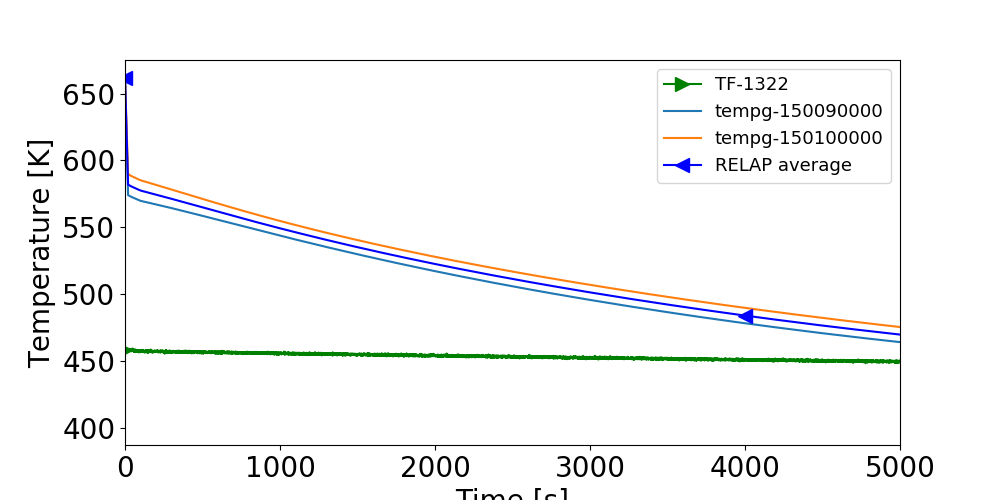 650
600
550
500
450
400
Temperature [K]
TF-1322
tempg-150090000
tempg-150100000
RELAP average
0 1000 2000 3000 4000 5000
Time [s]